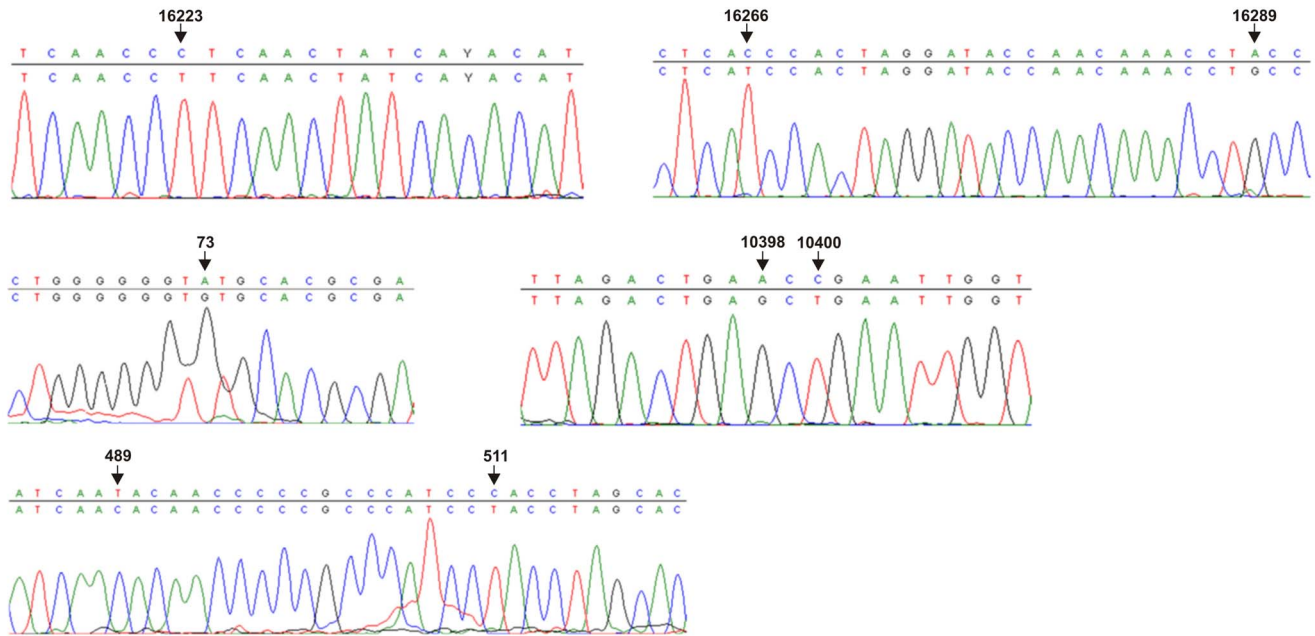 16223
T C A A C C C T C A A C T A T C A Y A C A T
T C A A C C T T C A A C T A T C A Y A C A T
16266 16289
C T C A C C C A C T A G G A T A C C A A C A A A C C T A C C
C T C A T C C A C T A G G A T A C C A A C A A A C C T G C C
73
C T G G G G G G T A T G C A C G C G A
C T G G G G G G T G T G C A C G C G A
10398 10400
T T A G A C T G A A C C G A A T T G G T
T T A G A C T G A G C T G A A T T G G T
489 511
A T C A A T A C A A C C C C C G C C C A T C C C A C C T A G C A C
A T C A A C A C A A C C C C C G C C C A T C C T A C C T A G C A C